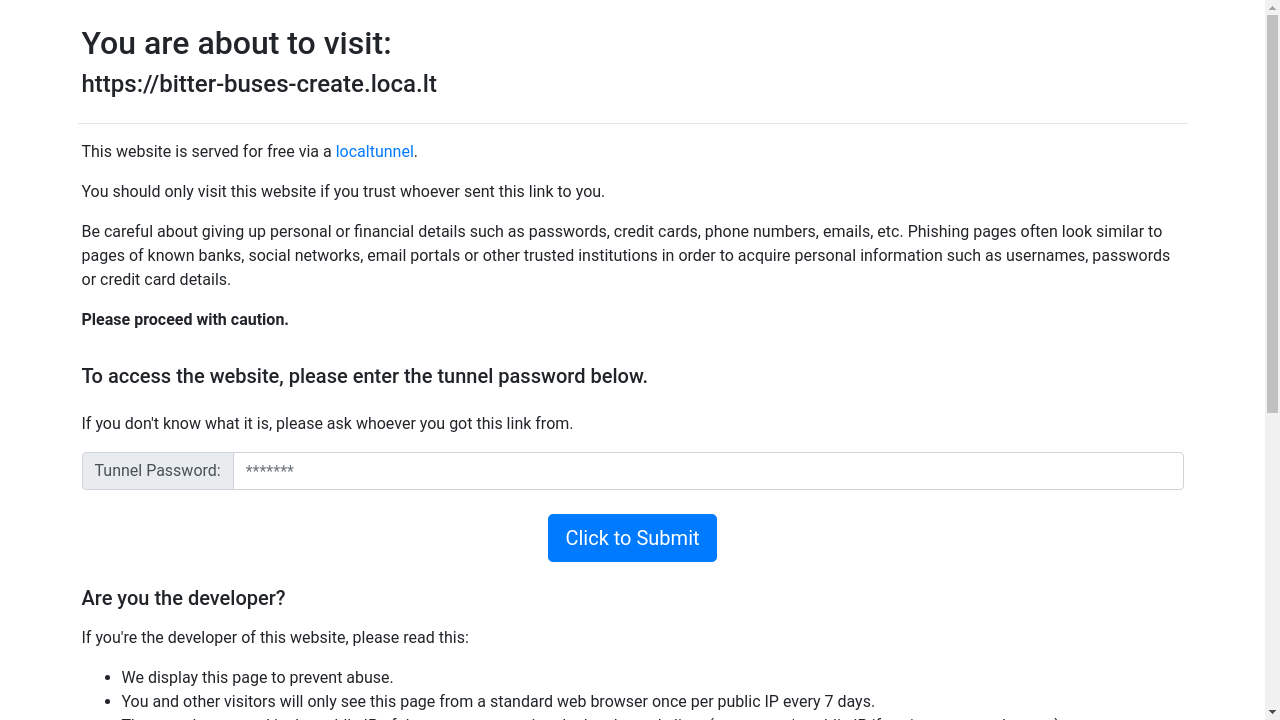 You are about to visit:
https://bitter-buses-create.loca.lt
This website is served for free via a localtunnel.
You should only visit this website if you trust whoever sent this link to you.
Be careful about giving up personal or financial details such as passwords, credit cards, phone numbers, emails, etc. Phishing pages often look similar to
pages of known banks, social networks, email portals or other trusted institutions in order to acquire personal information such as usernames, passwords
or credit card details.
Please proceed with caution.
To access the website, please enter the tunnel password below.
If you don't know what it is, please ask whoever you got this link from.
Tunnel Password: *******
Click to Submit
Are you the developer?
If you're the developer of this website, please read this:
• We display this page to prevent abuse.
• You and other visitors will only see this page from a standard web browser once per public IP every 7 days.